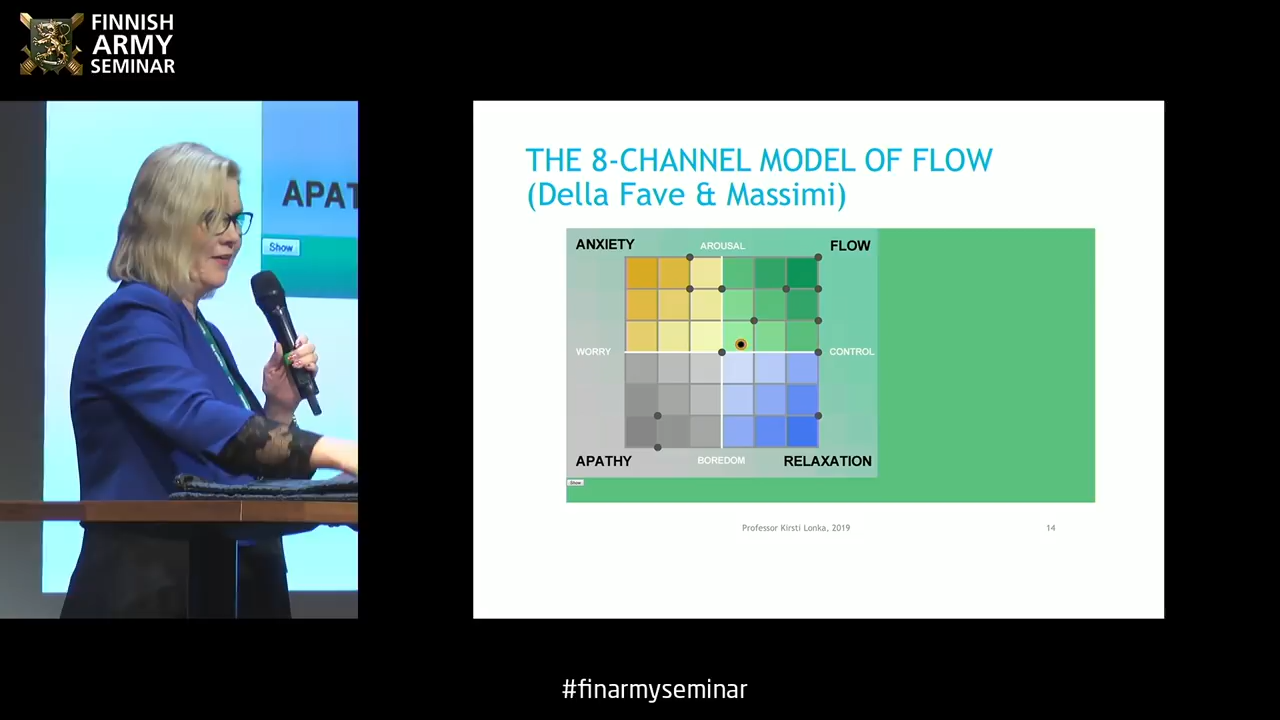 FINNISH
ARMY
SEMINAR
APAT
Show
THE 8-CHANNEL MODEL OF FLOW
(Della Fave & Massimi)
ANXIETY
AROUSAL
FLOW
WORRY
CONTROL
APATHY
BOREDOM
RELAXATION
Show
Professor Kirsti Lonka, 2019
14
#finarmyseminar